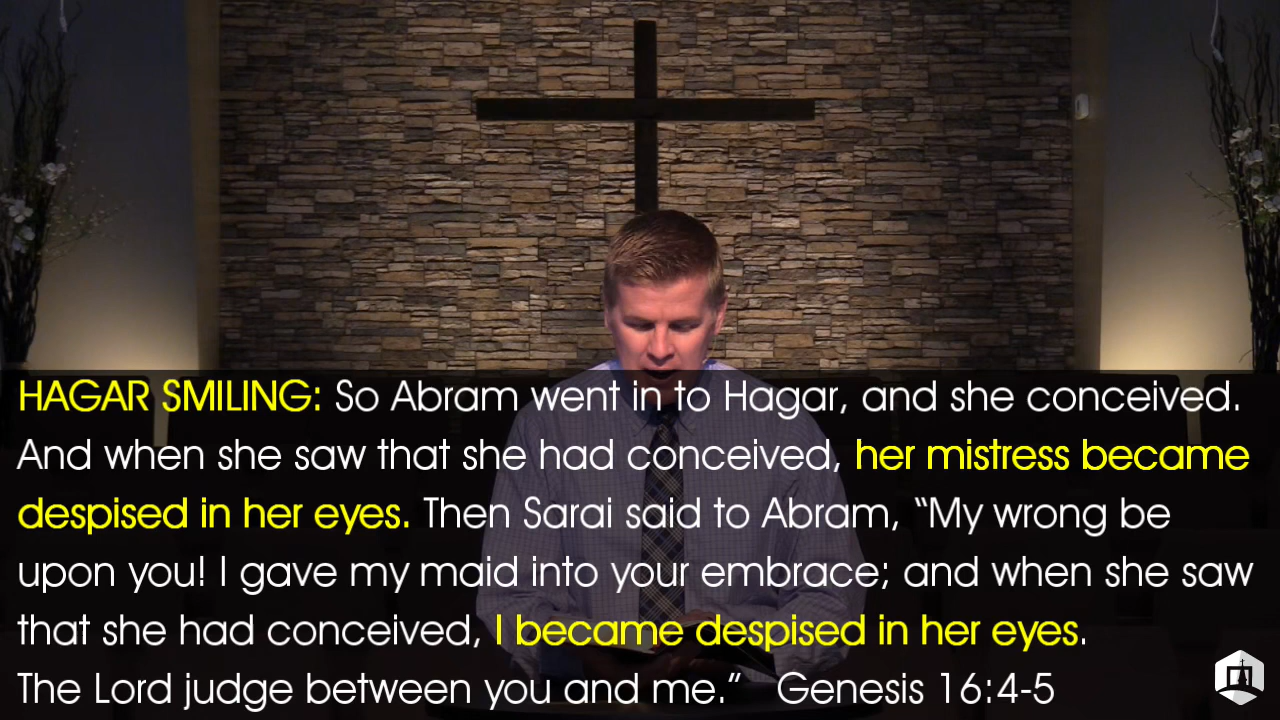 HAGAR SMILING: So Abram went in to Hagar, and she conceived.
And when she saw that she had conceived, her mistress became
despised in her eyes. Then Sarai said to Abram, “My wrong be
upon you! I gave my maid into your embrace; and when she saw
that she had conceived, I became despised in her eyes.
The Lord judge between you and me.” Genesis 16:4-5